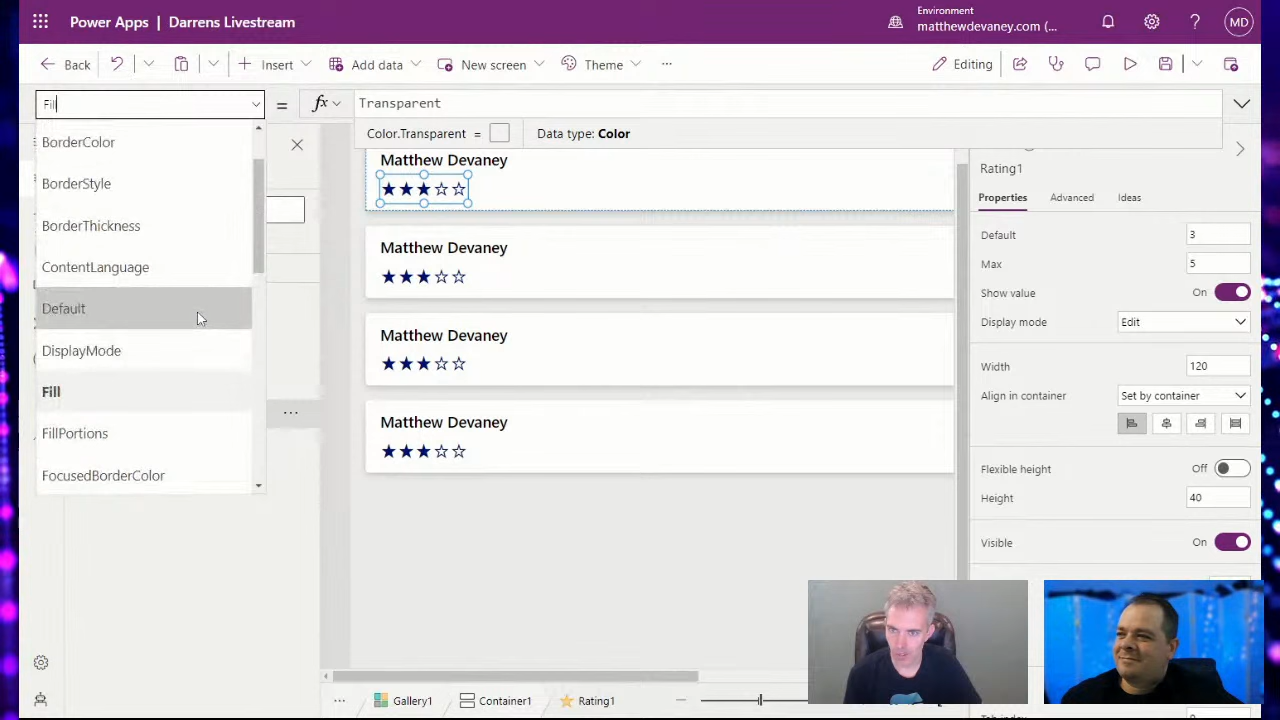 Power Apps | Darrens Livestream
Environment
matthewdevaney.com (...
MD
Back
Insert
Add data
New screen
Theme
...
Editing
Fill
=
fx
Transparent
Color.Transparent =
Data type: Color
BorderColor
BorderStyle
BorderThickness
ContentLanguage
Default
DisplayMode
Fill
FillPortions
FocusedBorderColor
...
Matthew Devaney
Matthew Devaney
Matthew Devaney
Matthew Devaney
Rating1
Properties
Advanced
Ideas
Default
3
Max
5
Show value
On
Display mode
Edit
Width
120
Align in container
Set by container
Flexible height
Off
Height
40
Visible
On
...
Gallery1
Container1
Rating1